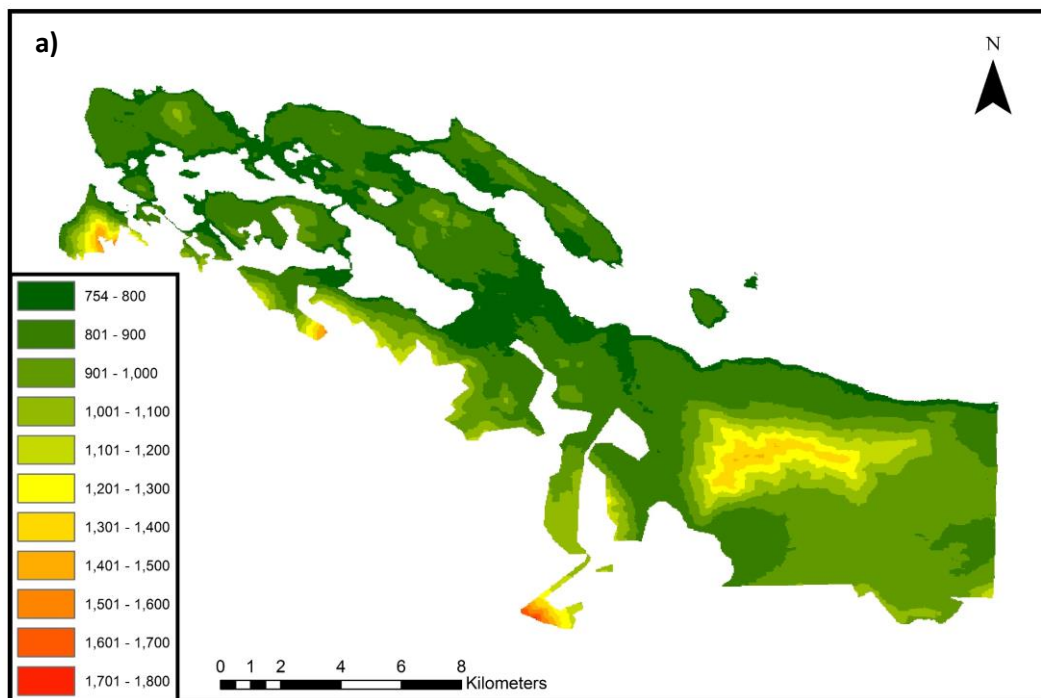 a)
N
754 - 800
801 - 900
901 - 1,000
1,001 - 1,100
1,101 - 1,200
1,201 - 1,300
1,301 - 1,400
1,401 - 1,500
1,501 - 1,600
1,601 - 1,700
1,701 - 1,800
0 1 2 4 6 8
Kilometers